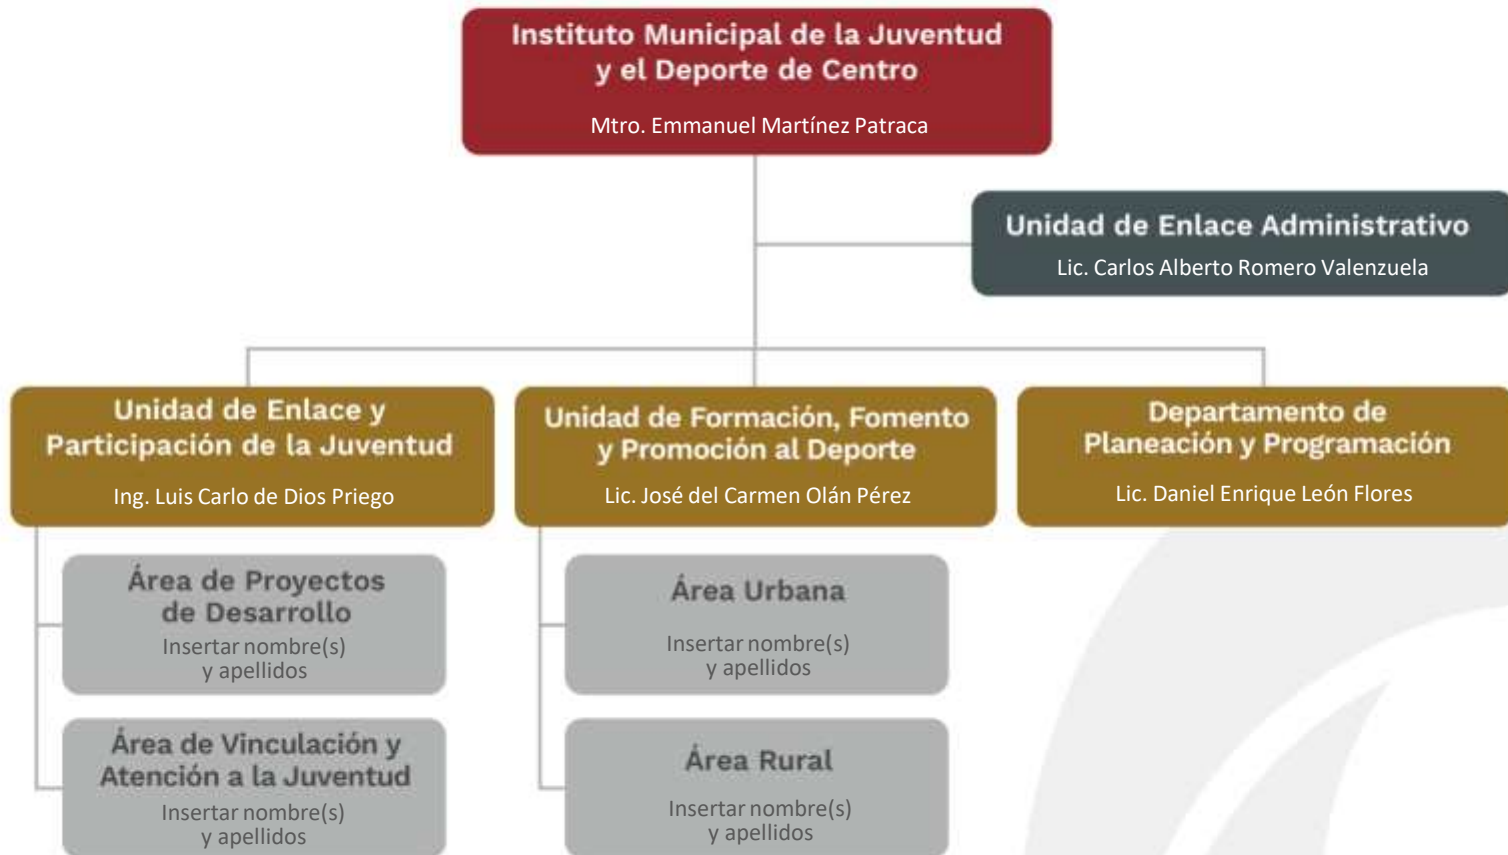 Instituto Municipal de la Juventud
y el Deporte de Centro
Mtro. Emmanuel Martínez Patraca
Unidad de Enlace Administrativo
Lic. Carlos Alberto Romero Valenzuela
Unidad de Enlace y
Participación de la Juventud
Ing. Luis Carlo de Dios Priego
Unidad de Formación, Fomento
y Promoción al Deporte
Lic. José del Carmen Olán Pérez
Departamento de
Planeación y Programación
Lic. Daniel Enrique León Flores
Área de Proyectos
de Desarrollo
Insertar nombre(s)
y apellidos
Área de Vinculación y
Atención a la Juventud
Insertar nombre(s)
y apellidos
Área Urbana
Insertar nombre(s)
y apellidos
Área Rural
Insertar nombre(s)
y apellidos